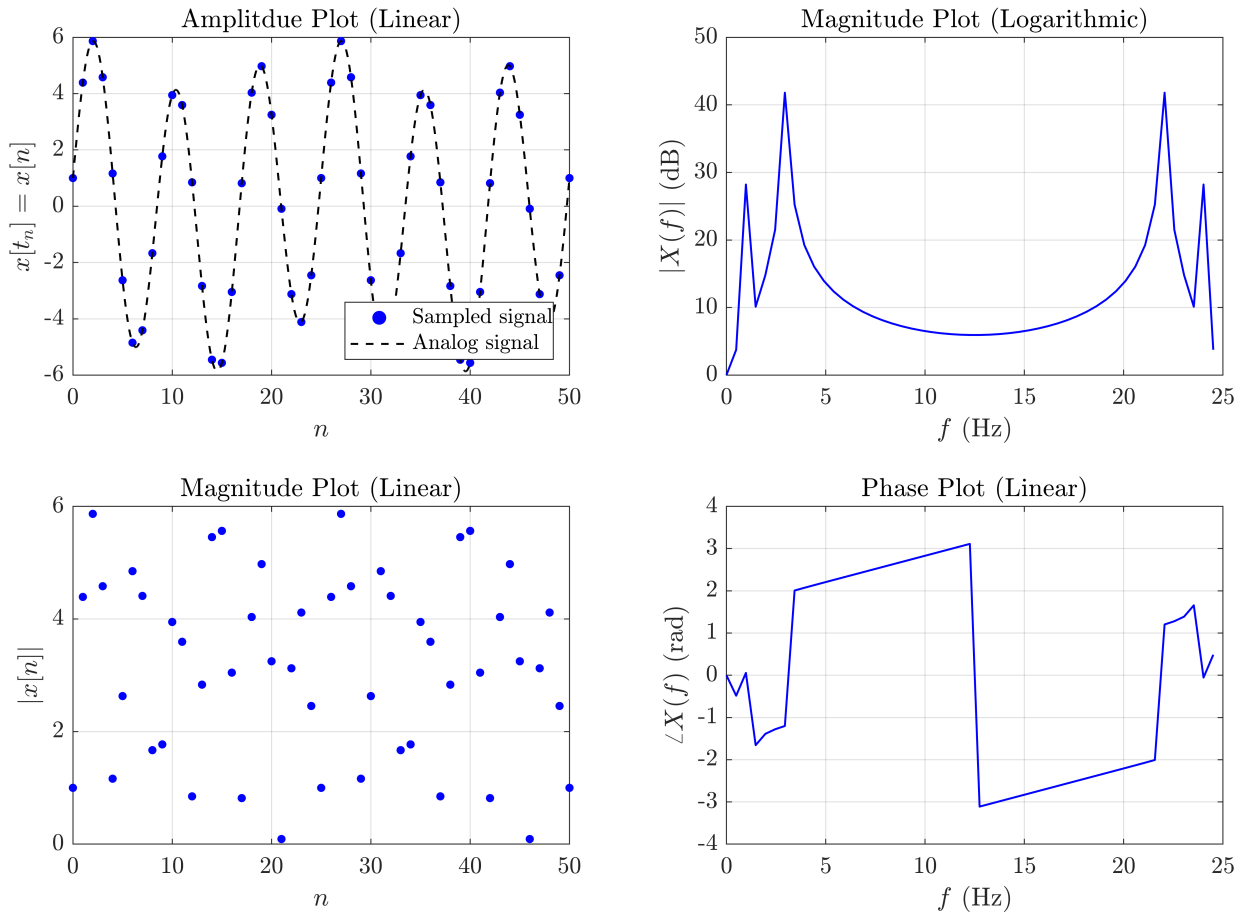 Amplitdue Plot (Linear)
6
4
2
0
-2
-4
-6
0 10 20 30 40 50
n
x[tₙ] = x[n]
Sampled signal
Analog signal
Magnitude Plot (Logarithmic)
50
40
30
20
10
0
0 5 10 15 20 25
f (Hz)
|X(f)| (dB)
Magnitude Plot (Linear)
6
4
2
0
0 10 20 30 40 50
n
|x[n]|
Phase Plot (Linear)
4
3
2
1
0
-1
-2
-3
-4
0 5 10 15 20 25
f (Hz)
∠X(f) (rad)